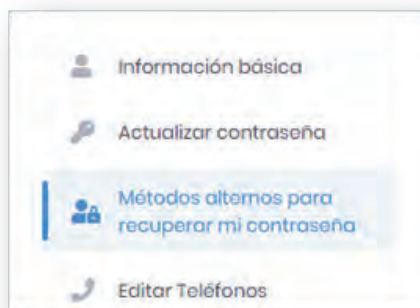 Información básica
Actualizar contraseña
Métodos alternos para
recuperar mi contraseña
Editar Teléfonos